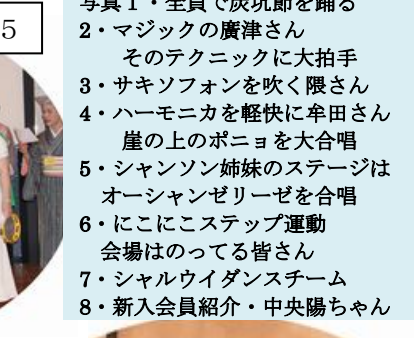 5
写真1・全員で炭坑節を踊る
2・マジックの廣津さん
そのテクニックに大拍手
3・サキソフォンを吹く隈さん
4・ハーモニカを軽快に牟田さん
崖の上のポニョを大合唱
5・シャンソン姉妹のステージは
オーシャンゼリーゼを合唱
6・にこにこステップ運動
会場はのってる皆さん
7・シャルウイダンスチーム
8・新入会員紹介・中央陽ちゃん